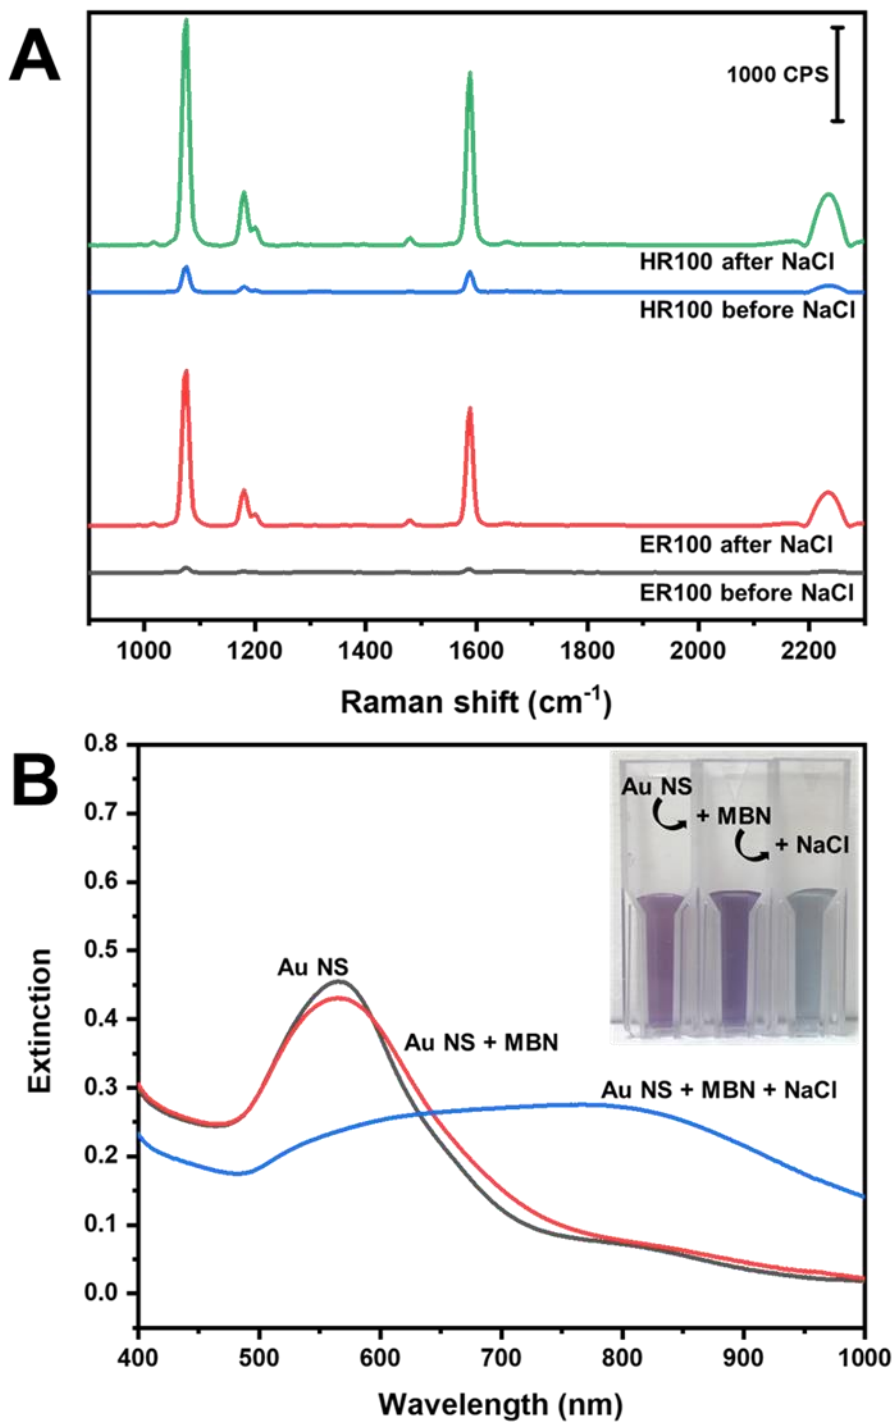 A
1000 CPS
HR100 after NaCl
HR100 before NaCl
ER100 after NaCl
ER100 before NaCl
1000 1200 1400 1600 1800 2000 2200
Raman shift (cm⁻¹)
B
0.8
0.7
0.6
0.5
0.4
0.3
0.2
0.1
0.0
Extinction
Au NS
+ MBN
+ NaCl
Au NS
Au NS + MBN
Au NS + MBN + NaCl
400 500 600 700 800 900 1000
Wavelength (nm)